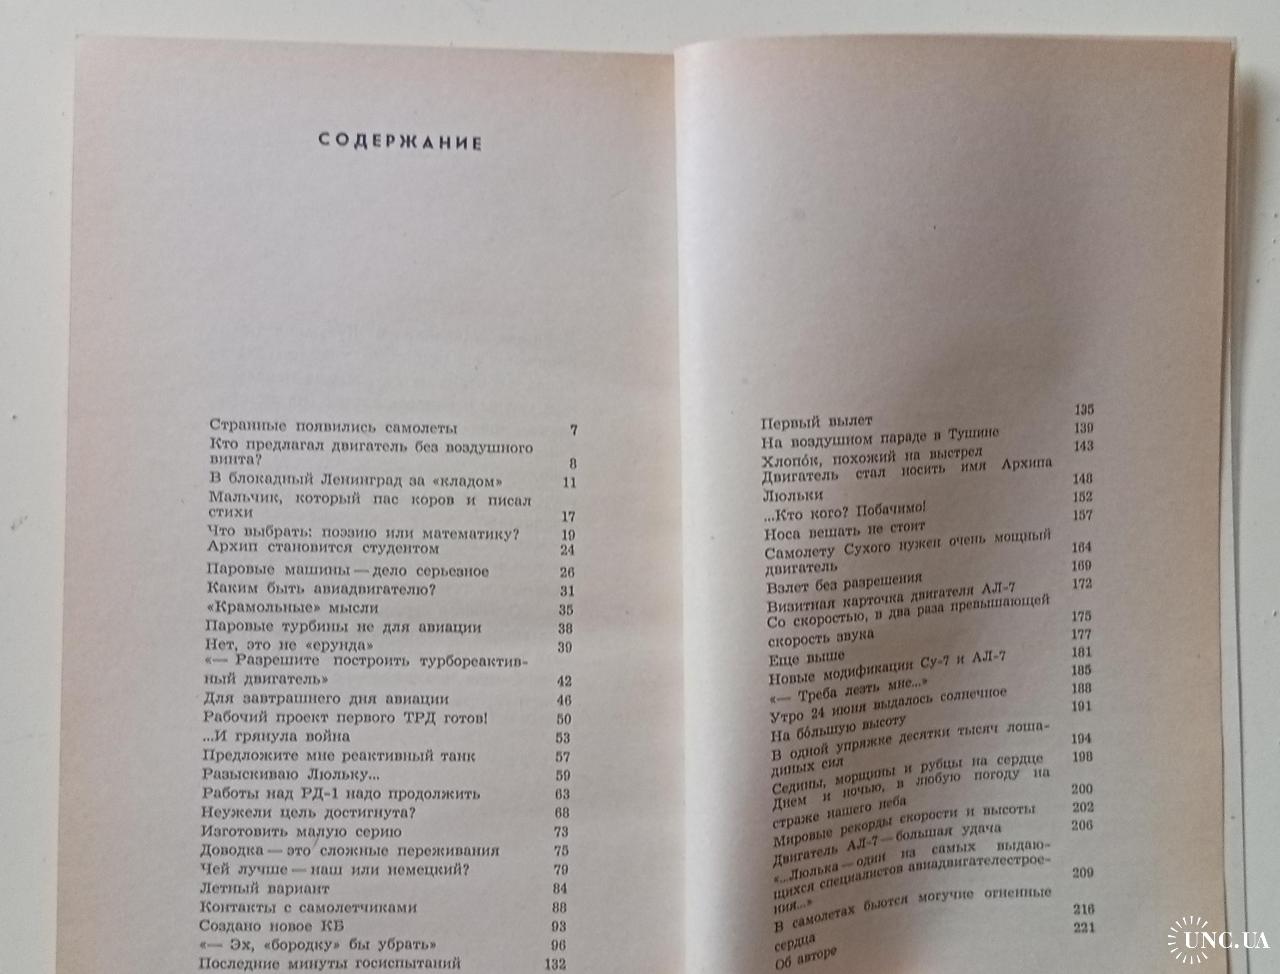 СОДЕРЖАНИЕ
Странные появились самолеты 7
Кто предлагал двигатель без воздушного
винта? 8
В блокадный Ленинград за «кладом» 11
Мальчик, который пас коров и писал
стихи 17
Что выбрать: поэзию или математику? 19
Архип становится студентом 24
Паровые машины — дело серьезное 26
Каким быть авиадвигателю? 31
«Крамольные» мысли 35
Паровые турбины не для авиации 38
Нет, это не «ерунда» 39
«— Разрешите построить турбореактив-
ный двигатель» 42
Для завтрашнего дня авиации 46
Рабочий проект первого ТРД готов! 50
...И грянула война 53
Предложите мне реактивный танк 57
Разыскиваю Люльку... 59
Работы над РД-1 надо продолжить 63
Неужели цель достигнута? 68
Изготовить малую серию 73
Доводка — это сложные переживания 75
Чей лучше — наш или немецкий? 79
Летный вариант 84
Контакты с самолетчиками 88
Создано новое КБ 93
«— Эх, «бородку» бы убрать» 96
Последние минуты госиспытаний 132
Первый вылет 135
На воздушном параде в Тушине 139
Хлопо́к, похожий на выстрел 143
Двигатель стал носить имя Архипа
Люльки 148
...Кто кого? Побачимо! 152
Носа вешать не стоит 157
Самолету Сухого нужен очень мощный
двигатель 164
Взлет без разрешения 169
Визитная карточка двигателя АЛ-7 172
Со скоростью, в два раза превышающей
скорость звука 175
Еще выше 177
Новые модификации Су-7 и АЛ-7 181
«— Треба лезть мне...» 185
Утро 24 июня выдалось солнечное 188
На бо́льшую высоту 191
В одной упряжке десятки тысяч лоша-
диных сил 194
Седины, морщины и рубцы на сердце 198
Днем и ночью, в любую погоду на
страже нашего неба 200
Мировые рекорды скорости и высоты 202
Двигатель АЛ-7 — большая удача 206
«...Люлька — один из самых выдаю-
щихся специалистов авиадвигателестрое-
ния...» 209
В самолетах бьются могучие огненные
сердца 216
Об авторе 221
UNC.UA